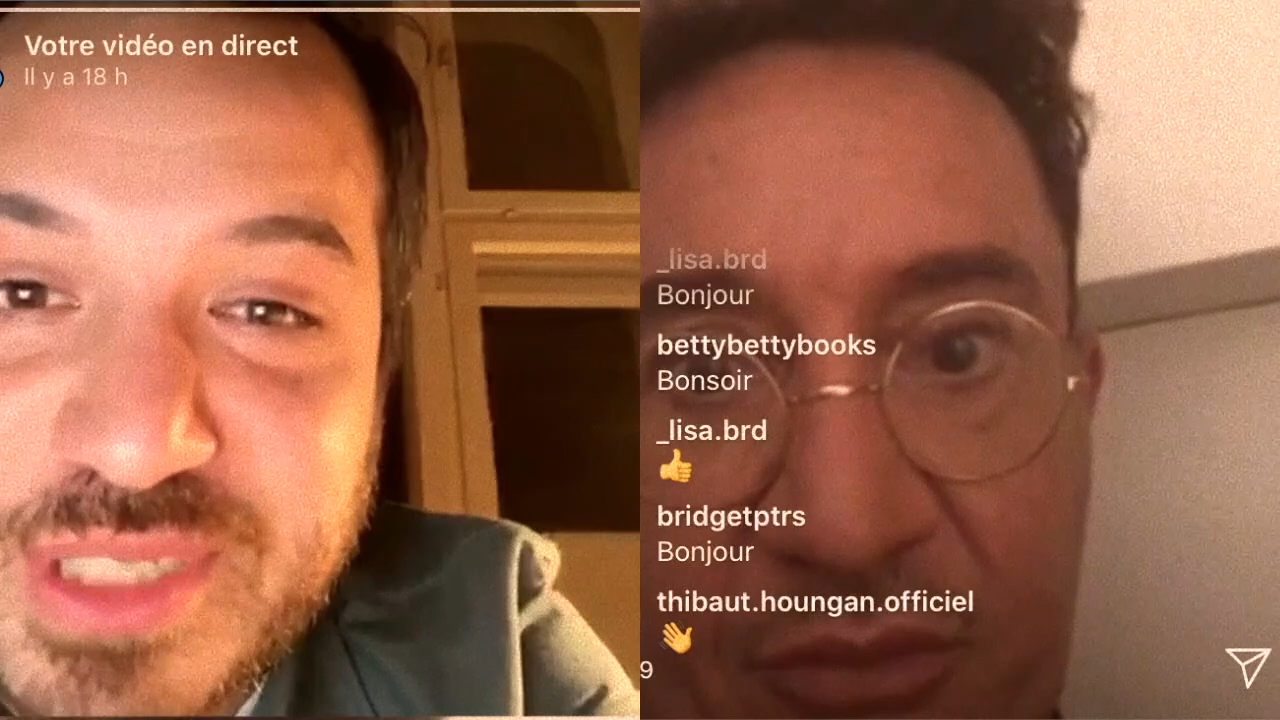 Votre vidéo en direct
Il y a 18 h
_lisa.brd
Bonjour
bettybettybooks
Bonsoir
_lisa.brd
👍
bridgetptrs
Bonjour
thibaut.houngan.officiel
👋
9